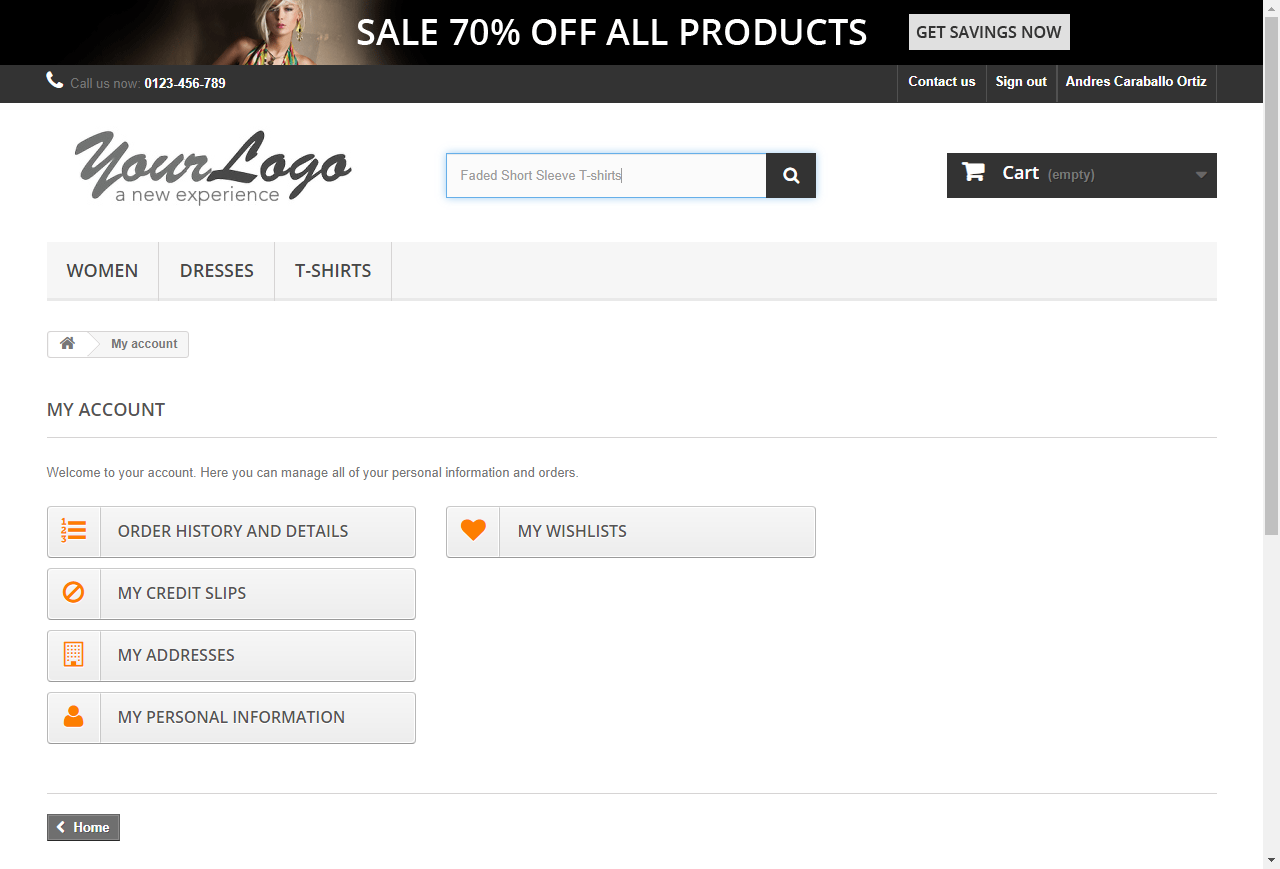 SALE 70% OFF ALL PRODUCTS GET SAVINGS NOW
Call us now: 0123-456-789 Contact us Sign out Andres Caraballo Ortiz
YourLogo
a new experience
Faded Short Sleeve T-shirts
Cart (empty)
WOMEN DRESSES T-SHIRTS
My account
MY ACCOUNT
Welcome to your account. Here you can manage all of your personal information and orders.
1
2
3
ORDER HISTORY AND DETAILS MY WISHLISTS
MY CREDIT SLIPS
MY ADDRESSES
MY PERSONAL INFORMATION
Home